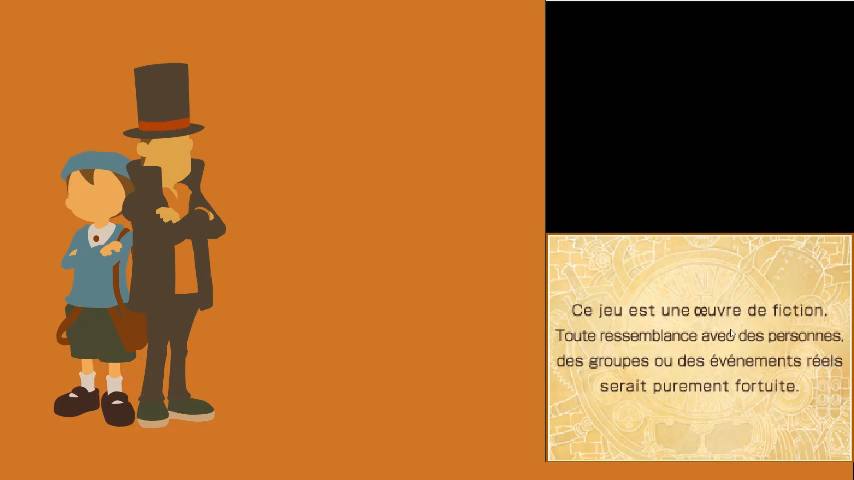 Ce jeu est une œuvre de fiction.
Toute ressemblance avec des personnes,
des groupes ou des événements réels
serait purement fortuite.